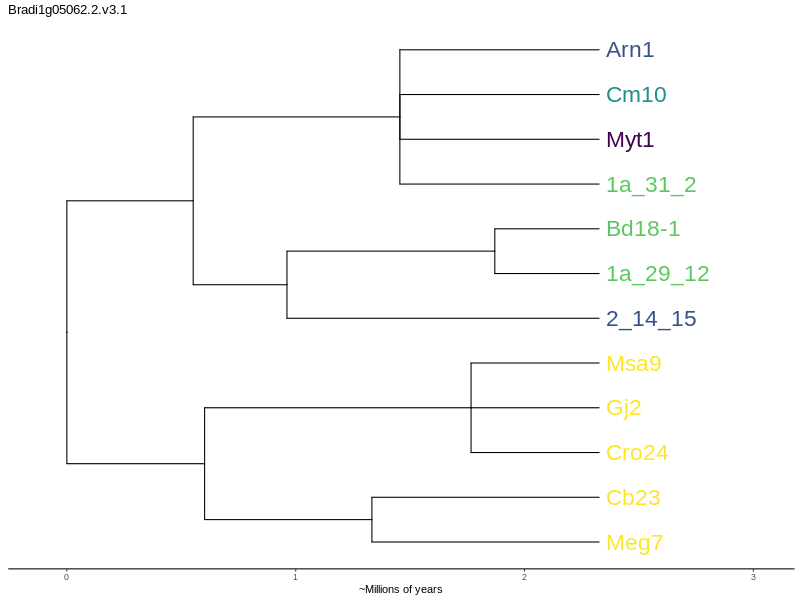 Bradi1g05062.2.v3.1
Arn1
Cm10
Myt1
1a_31_2
Bd18-1
1a_29_12
2_14_15
Msa9
Gj2
Cro24
Cb23
Meg7
0 1 2 3
~Millions of years